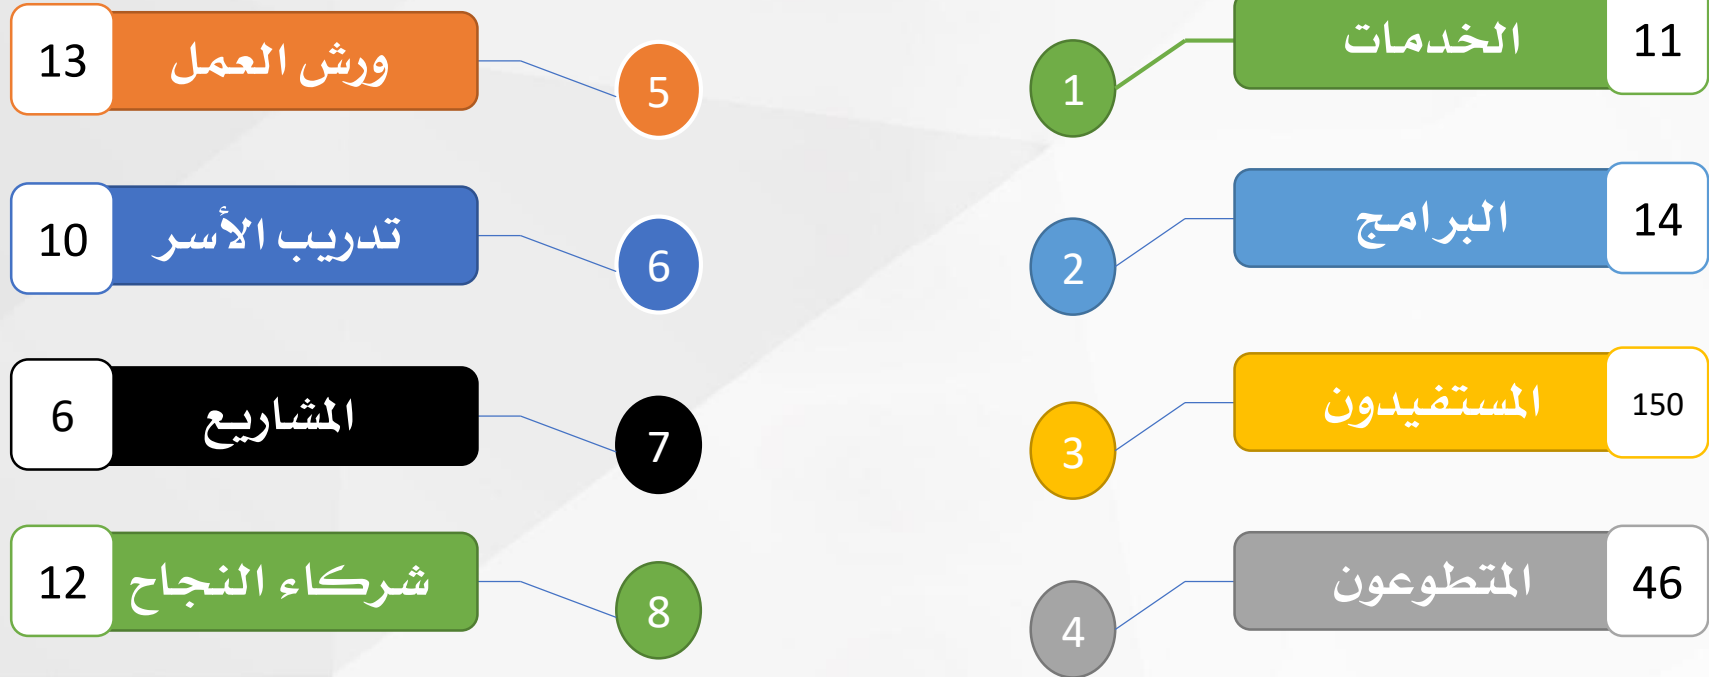 1
الخدمات
11
2
البرامج
14
3
المستفيدون
150
4
المتطوعون
46
5
ورش العمل
13
6
تدريب الأسر
10
7
المشاريع
6
8
شركاء النجاح
12